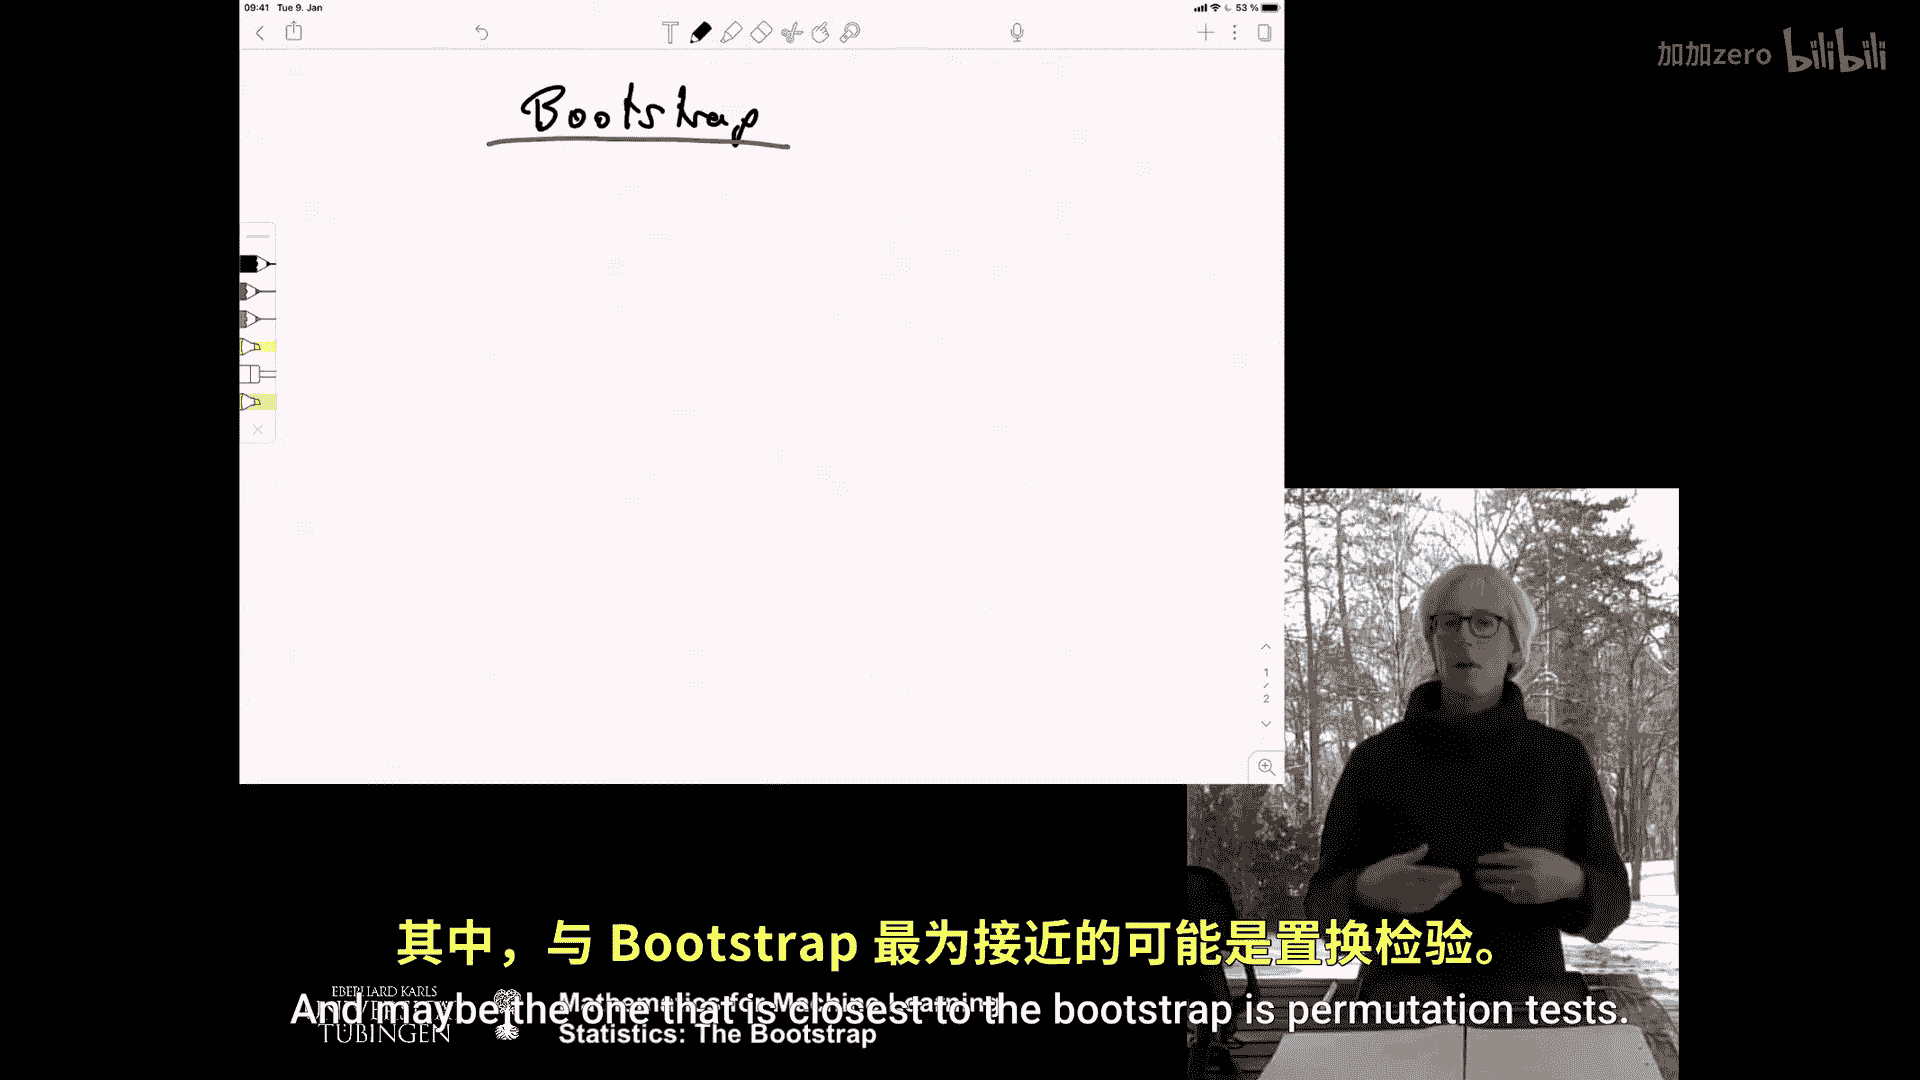 09:41 Tue 9. Jan
53 %
加加zero bilibili
Bootstrap
1
2
其中，与 Bootstrap 最为接近的可能是置换检验。
And maybe the one that is closest to the bootstrap is permutation tests.
EBERHARD KARLS
UNIVERSITÄT
TÜBINGEN
Mathematics for Machine Learning
Statistics: The Bootstrap